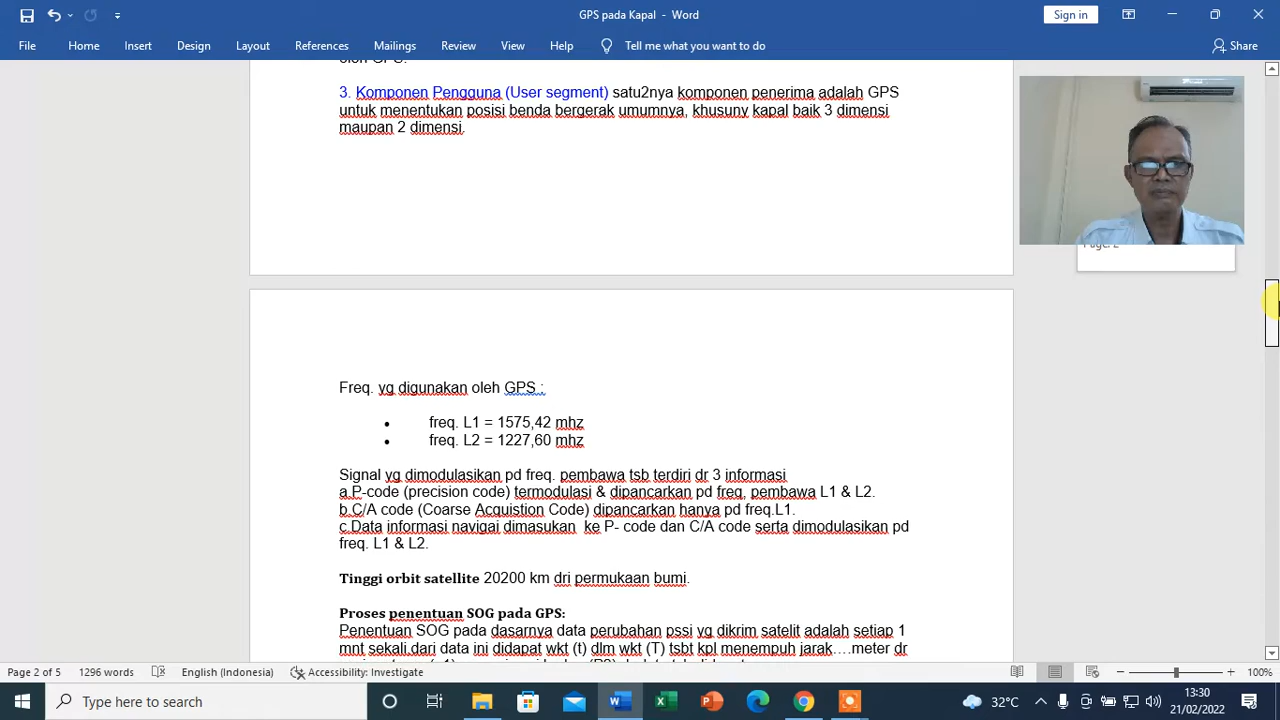 GPS pada Kapal - Word
Sign in
File Home Insert Design Layout References Mailings Review View Help Tell me what you want to do Share
oleh GPS.
3. Komponen Pengguna (User segment) satu2nya komponen penerima adalah GPS
untuk menentukan posisi benda bergerak umumnya, khusuny kapal baik 3 dimensi
maupan 2 dimensi.
Page: 2
Freq. yg digunakan oleh GPS :
• freq. L1 = 1575,42 mhz
• freq. L2 = 1227,60 mhz
Signal yg dimodulasikan pd freq. pembawa tsb terdiri dr 3 informasi
a.P-code (precision code) termodulasi & dipancarkan pd freq, pembawa L1 & L2.
b.C/A code (Coarse Acquistion Code) dipancarkan hanya pd freq.L1.
c.Data informasi navigai dimasukan ke P- code dan C/A code serta dimodulasikan pd
freq. L1 & L2.
Tinggi orbit satellite 20200 km dri permukaan bumi.
Proses penentuan SOG pada GPS:
Penentuan SOG pada dasarnya data perubahan pssi yg dikrim satelit adalah setiap 1
mnt sekali.dari data ini didapat wkt (t) dlm wkt (T) tsbt kpl menempuh jarak….meter dr
Page 2 of 5 1296 words English (Indonesia) Accessibility: Investigate 100%
Type here to search
32°C
13:30
21/02/2022